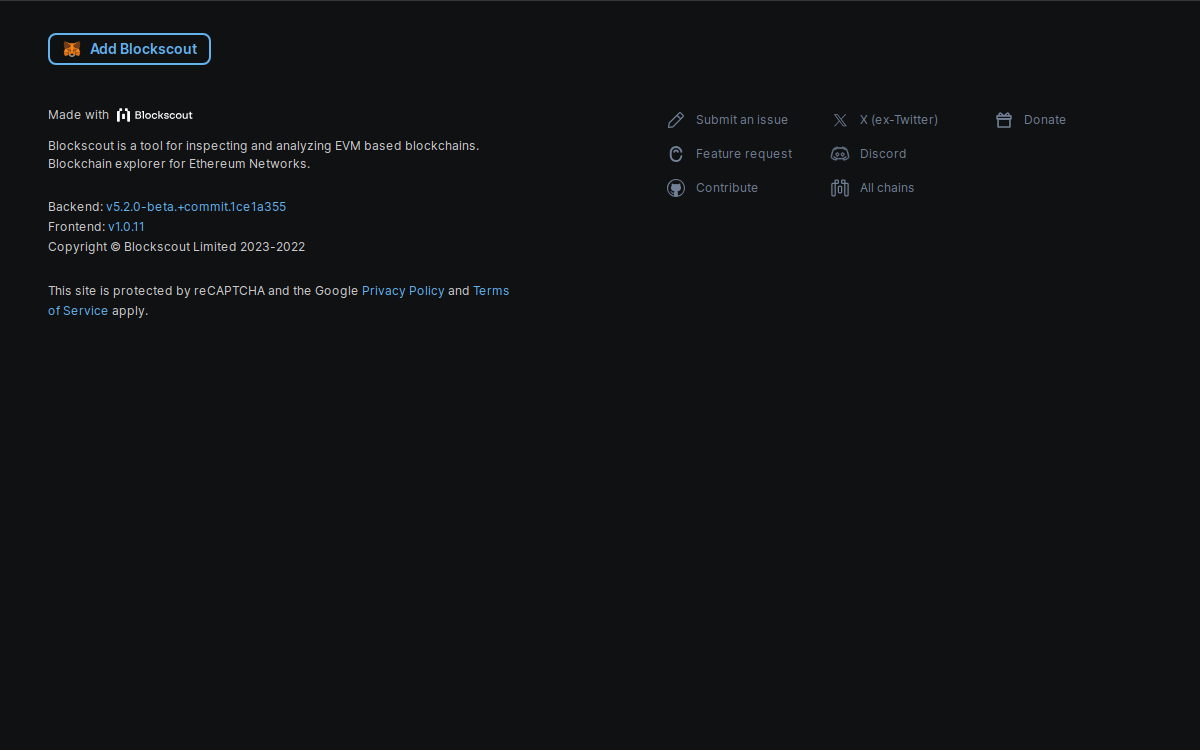 Add Blockscout
Made with Blockscout
Blockscout is a tool for inspecting and analyzing EVM based blockchains.
Blockchain explorer for Ethereum Networks.
Backend: v5.2.0-beta.+commit.1ce1a355
Frontend: v1.0.11
Copyright © Blockscout Limited 2023-2022
This site is protected by reCAPTCHA and the Google Privacy Policy and Terms
of Service apply.
Submit an issue
Feature request
Contribute
X (ex-Twitter)
Discord
All chains
Donate